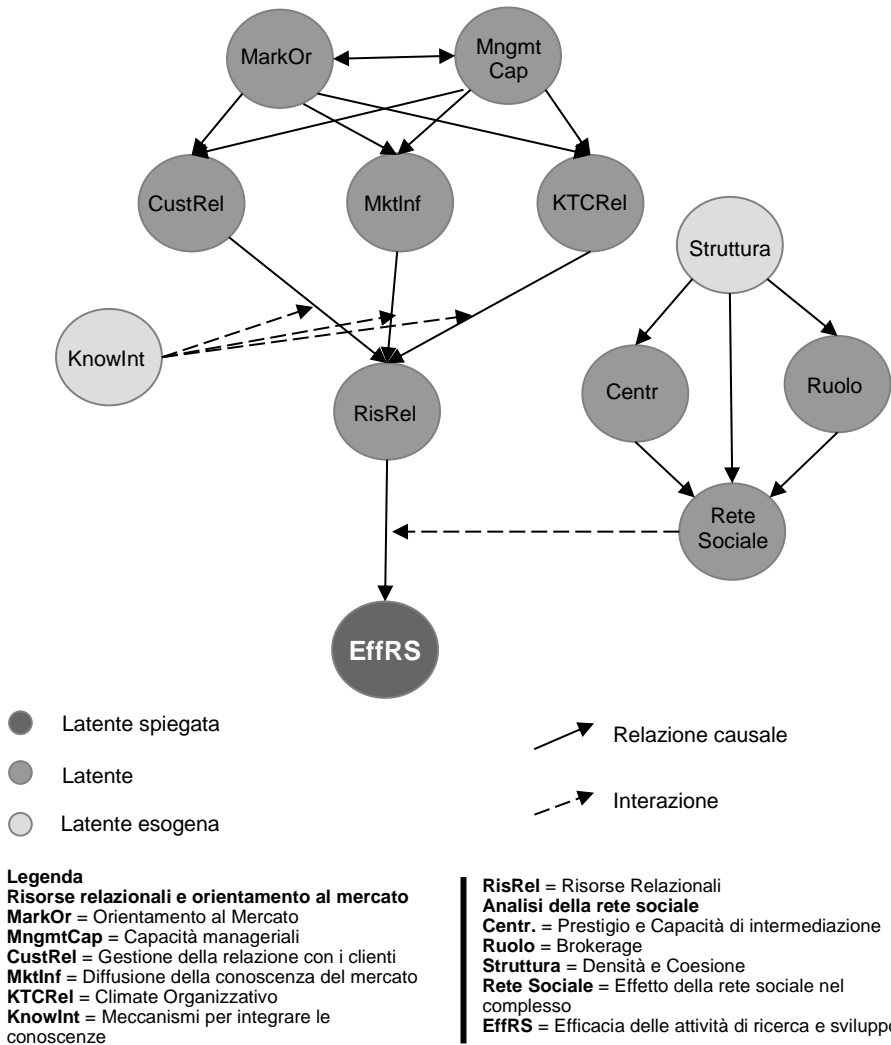 MarkOr
Mngmt
Cap
CustRel
MktInf
KTCRel
Struttura
KnowInt
RisRel
Centr
Ruolo
Rete
Sociale
EffRS
Latente spiegata
Latente
Latente esogena
Relazione causale
Interazione
Legenda
Risorse relazionali e orientamento al mercato
MarkOr = Orientamento al Mercato
MngmtCap = Capacità manageriali
CustRel = Gestione della relazione con i clienti
MktInf = Diffusione della conoscenza del mercato
KTCRel = Climate Organizzativo
KnowInt = Meccanismi per integrare le
conoscenze
RisRel = Risorse Relazionali
Analisi della rete sociale
Centr. = Prestigio e Capacità di intermediazione
Ruolo = Brokerage
Struttura = Densità e Coesione
Rete Sociale = Effetto della rete sociale nel
complesso
EffRS = Efficacia delle attività di ricerca e sviluppo